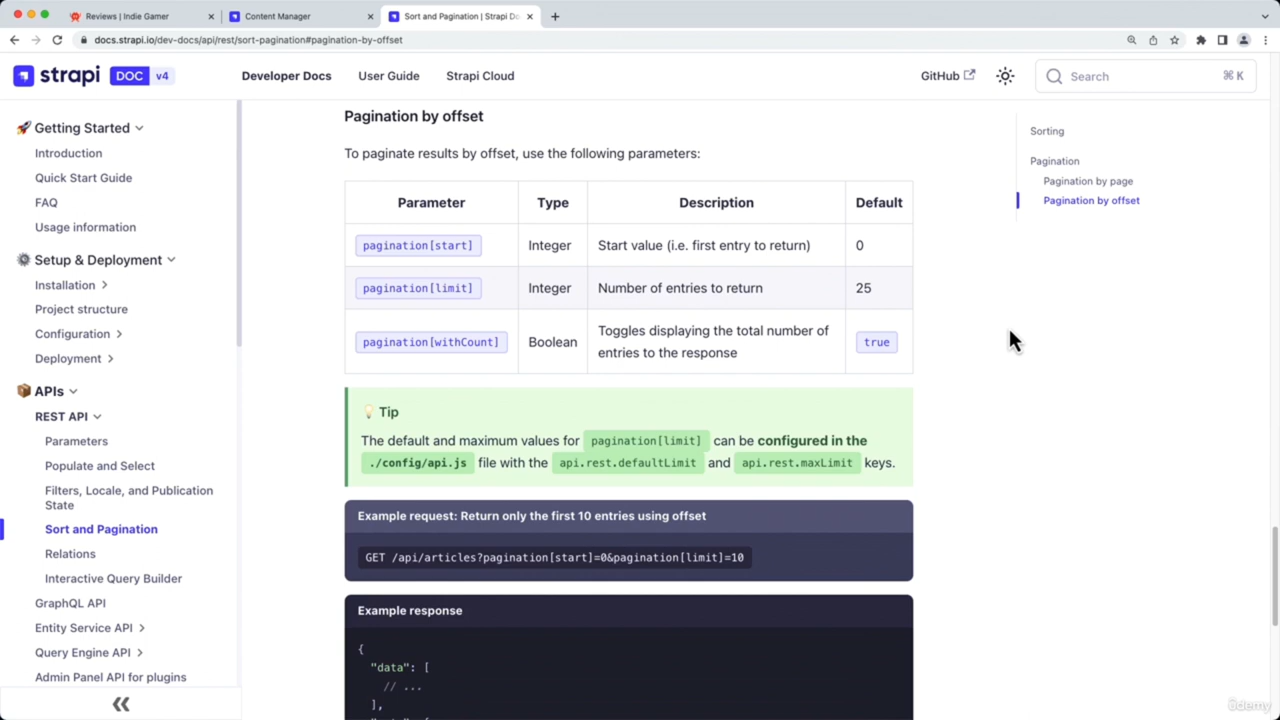 Reviews | Indie Gamer
Content Manager
Sort and Pagination | Strapi Do
docs.strapi.io/dev-docs/api/rest/sort-pagination#pagination-by-offset
strapi DOC v4
Developer Docs
User Guide
Strapi Cloud
GitHub
Search
⌘ K
Getting Started
Introduction
Quick Start Guide
FAQ
Usage information
Setup & Deployment
Installation
Project structure
Configuration
Deployment
APIs
REST API
Parameters
Populate and Select
Filters, Locale, and Publication
State
Sort and Pagination
Relations
Interactive Query Builder
GraphQL API
Entity Service API
Query Engine API
Admin Panel API for plugins
Pagination by offset
To paginate results by offset, use the following parameters:
Parameter Type Description Default
pagination[start] Integer Start value (i.e. first entry to return) 0
pagination[limit] Integer Number of entries to return 25
pagination[withCount] Boolean Toggles displaying the total number of
entries to the response true
Tip
The default and maximum values for pagination[limit] can be configured in the
./config/api.js file with the api.rest.defaultLimit and api.rest.maxLimit keys.
Example request: Return only the first 10 entries using offset
GET /api/articles?pagination[start]=0&pagination[limit]=10
Example response
{
"data": [
// ...
],
Sorting
Pagination
Pagination by page
Pagination by offset
ûdemy